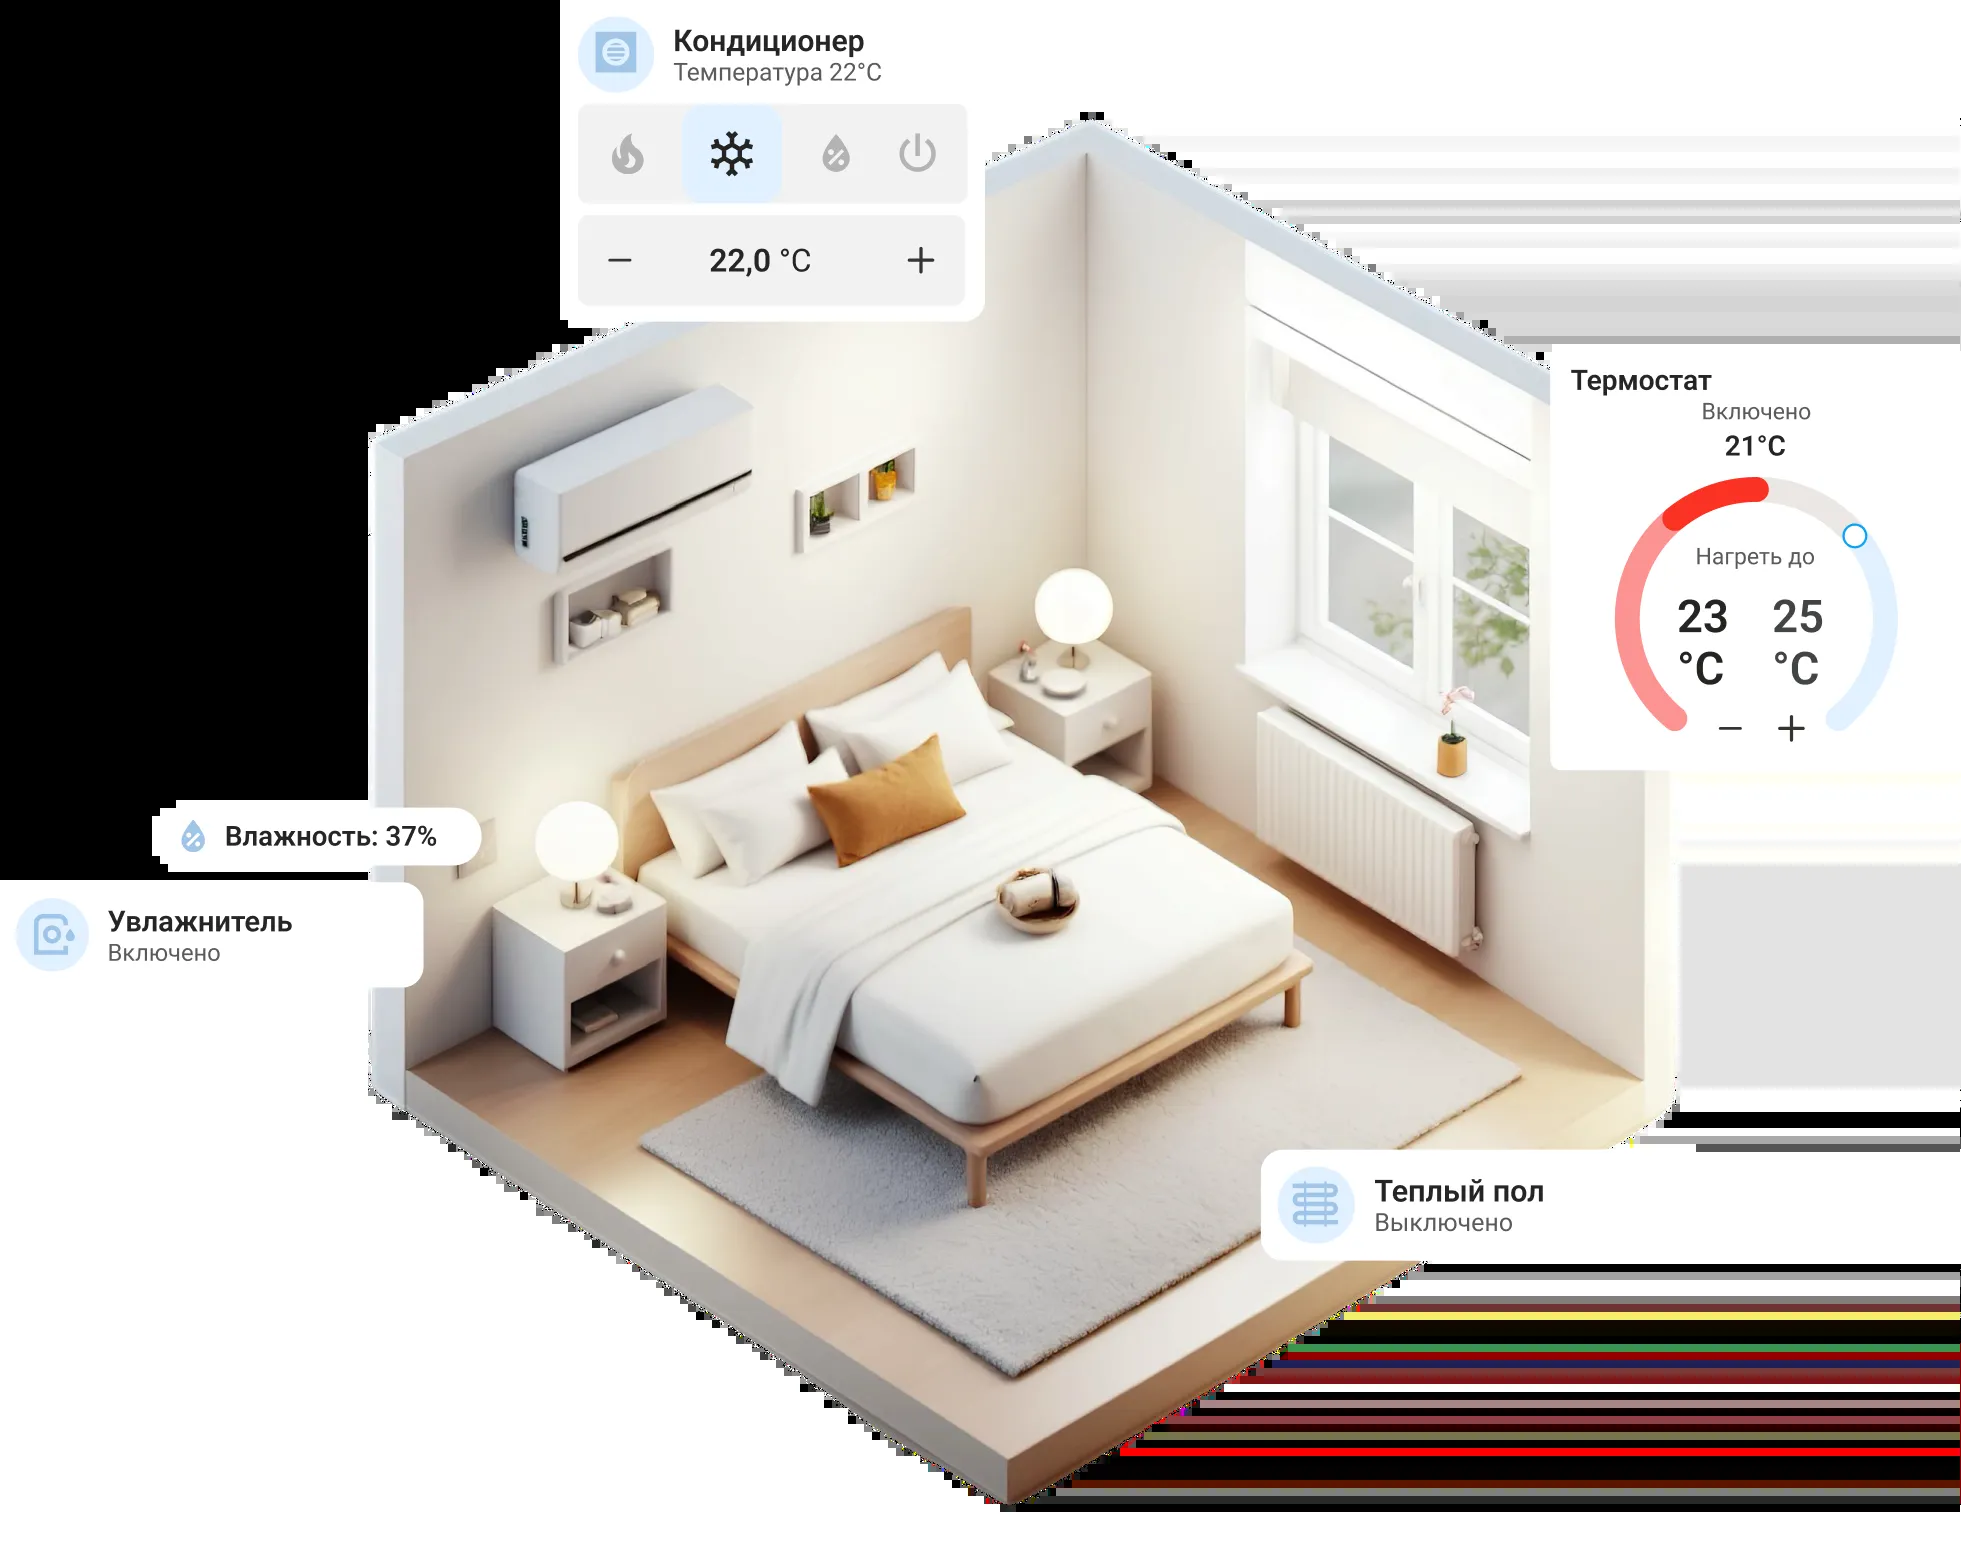 Кондиционер
Температура 22°C
− 22,0 °C +
Термостат
Включено
21°C
Нагреть до
23 25
°C °C
− +
Влажность: 37%
Увлажнитель
Включено
Теплый пол
Выключено